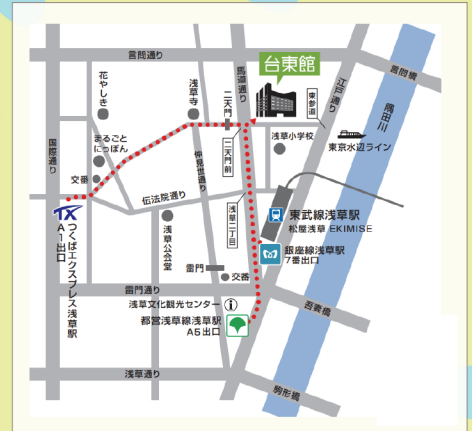 言問通り
台東館
馬道通り
江戸通り
言問橋
花やしき
浅草寺
二天門
東参道
隅田川
国際通り
まるごと
にっぽん
仲見世通り
二天門前
浅草小学校
東京水辺ライン
交番
伝法院通り
TX
つくばエクスプレス浅草駅
A1出口
浅草公会堂
浅草二丁目
東武線浅草駅
松屋浅草 EKIMISE
銀座線浅草駅
7番出口
雷門
交番
雷門通り
吾妻橋
浅草文化観光センター
都営浅草線浅草駅
A5出口
浅草通り
駒形橋